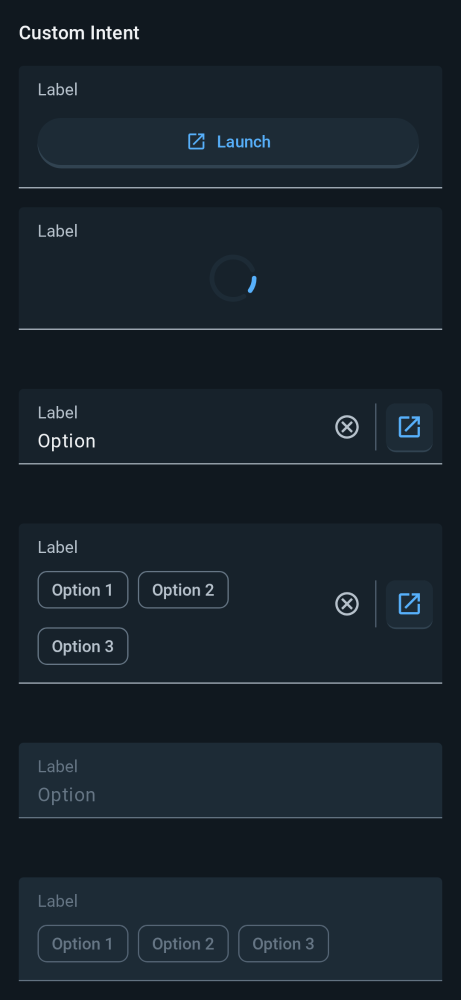 Custom Intent
Label
Launch
Label
Label
Option
Label
Option 1 Option 2
Option 3
Label
Option
Label
Option 1 Option 2 Option 3